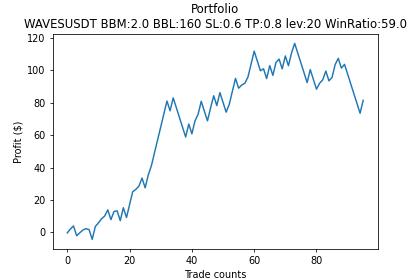 Portfolio
WAVESUSDT BBM:2.0 BBL:160 SL:0.6 TP:0.8 lev:20 WinRatio:59.0
120
100
80
60
40
20
0
Profit ($)
0 20 40 60 80
Trade counts